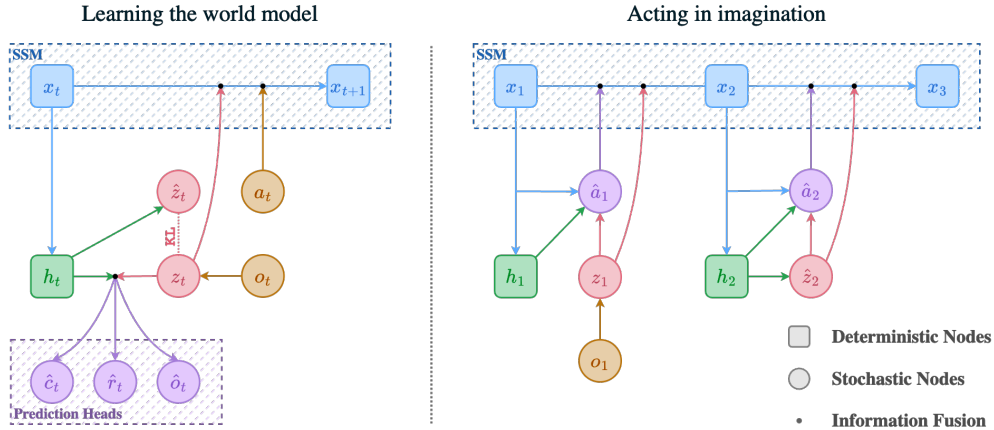 Learning the world model
SSM
x_t
x_{t+1}
ẑ_t
a_t
KL
h_t
z_t
o_t
ĉ_t
r̂_t
ô_t
Prediction Heads
Acting in imagination
SSM
x_1
x_2
x_3
â_1
â_2
h_1
z_1
h_2
ẑ_2
o_1
Deterministic Nodes
Stochastic Nodes
Information Fusion